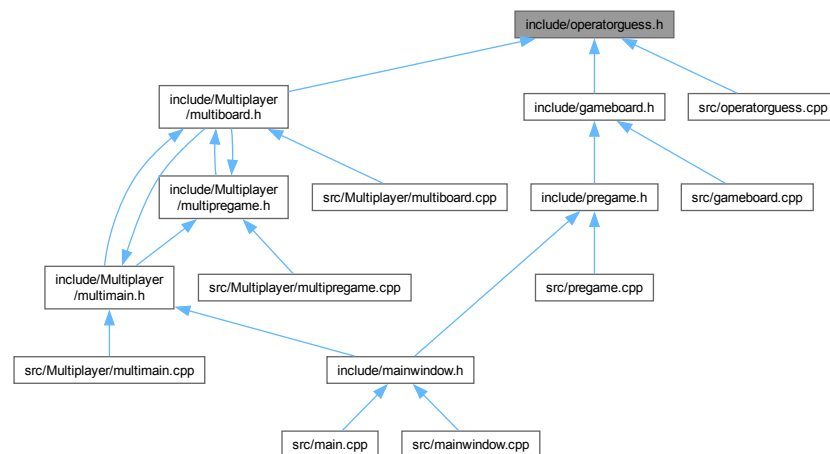 include/operatorguess.h
include/Multiplayer
/multiboard.h
include/gameboard.h
src/operatorguess.cpp
include/Multiplayer
/multipregame.h
src/Multiplayer/multiboard.cpp
include/pregame.h
src/gameboard.cpp
include/Multiplayer
/multimain.h
src/Multiplayer/multipregame.cpp
src/pregame.cpp
src/Multiplayer/multimain.cpp
include/mainwindow.h
src/main.cpp
src/mainwindow.cpp